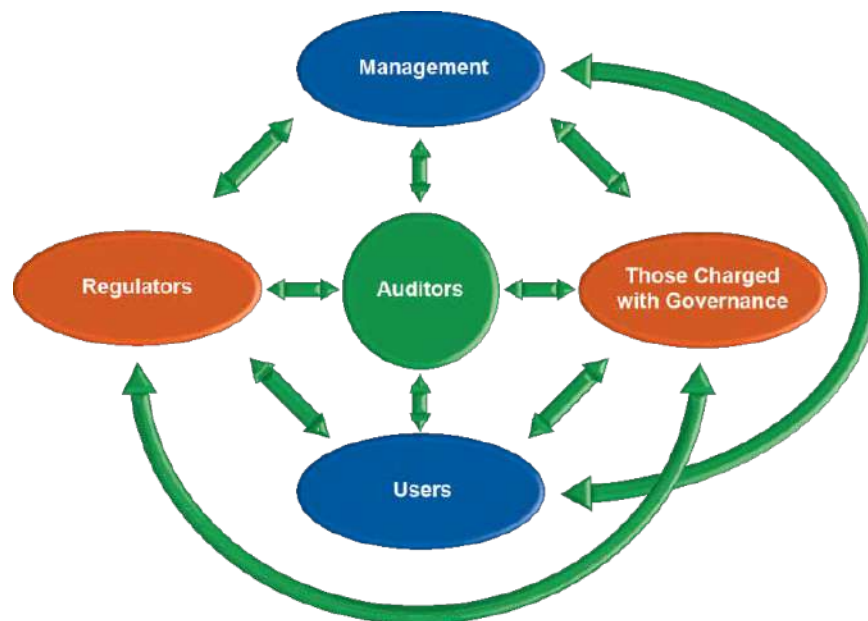 Management
Regulators
Auditors
Those Charged
with Governance
Users